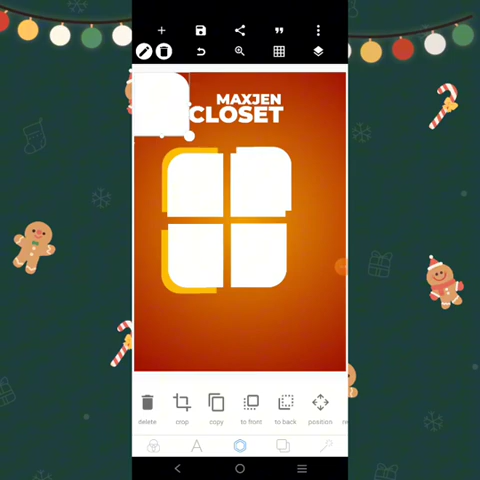 MAXJEN
CLOSET
delete
crop
copy
to front
to back
position